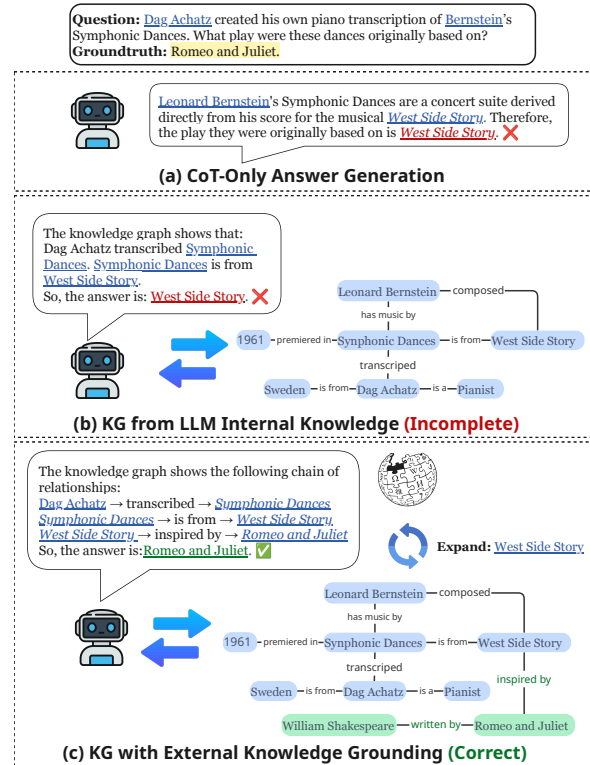 Question: Dag Achatz created his own piano transcription of Bernstein's
Symphonic Dances. What play were these dances originally based on?
Groundtruth: Romeo and Juliet.
Leonard Bernstein's Symphonic Dances are a concert suite derived
directly from his score for the musical West Side Story. Therefore,
the play they were originally based on is West Side Story. ❌
(a) CoT-Only Answer Generation
The knowledge graph shows that:
Dag Achatz transcribed Symphonic
Dances. Symphonic Dances is from
West Side Story.
So, the answer is: West Side Story. ❌
Leonard Bernstein
composed
has music by
1961
premiered in
Synphonic Dances
is from
West Side Story
transcriped
Sweden
is from
Dag Achatz
is a
Pianist
(b) KG from LLM Internal Knowledge (Incomplete)
The knowledge graph shows the following chain of
relationships:
Dag Achatz → transcribed → Symphonic Dances
Symphonic Dances → is from → West Side Story
West Side Story → inspired by → Romeo and Juliet
So, the answer is:Romeo and Juliet. ✅
Expand: West Side Story
Leonard Bernstein
composed
has music by
1961
premiered in
Synphonic Dances
is from
West Side Story
transcriped
inspired by
Sweden
is from
Dag Achatz
is a
Pianist
William Shakespeare
written by
Romeo and Juliet
(c) KG with External Knowledge Grounding (Correct)